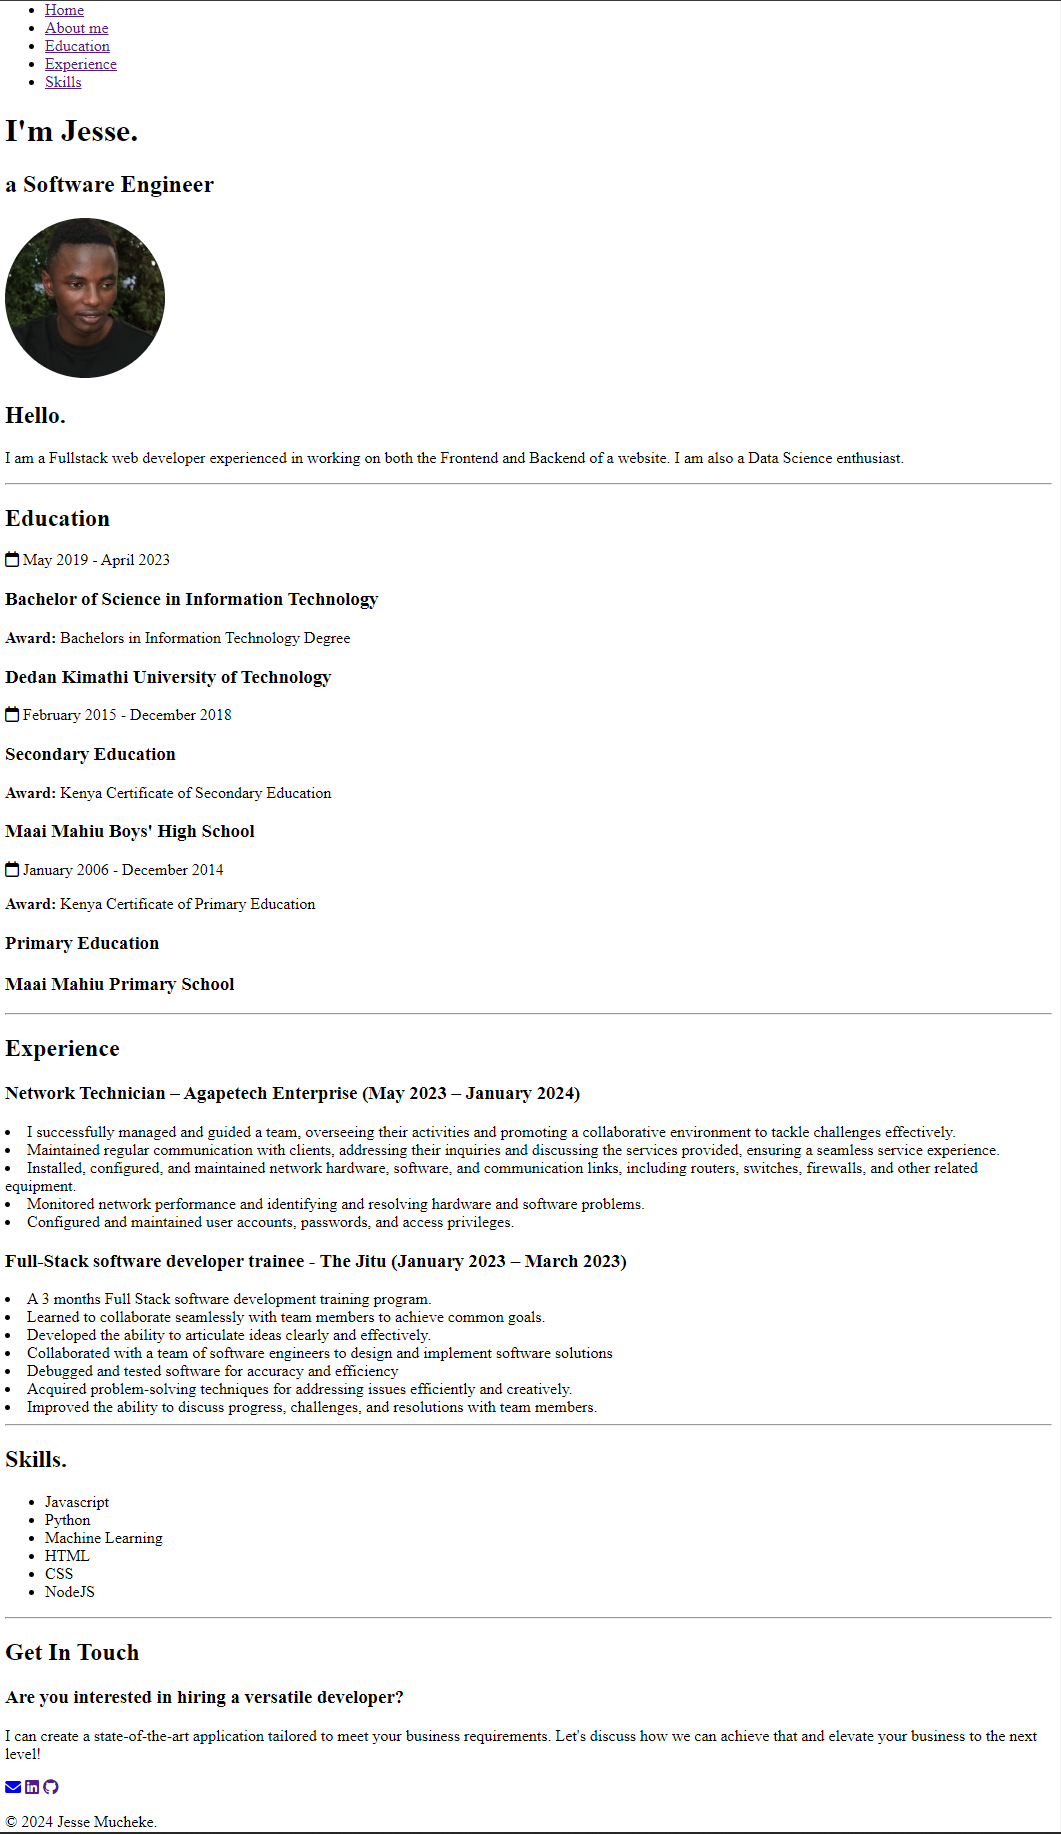 Home
About me
Education
Experience
Skills
I'm Jesse.
a Software Engineer
Hello.
I am a Fullstack web developer experienced in working on both the Frontend and Backend of a website. I am also a Data Science enthusiast.
Education
May 2019 - April 2023
Bachelor of Science in Information Technology
Award: Bachelors in Information Technology Degree
Dedan Kimathi University of Technology
February 2015 - December 2018
Secondary Education
Award: Kenya Certificate of Secondary Education
Maai Mahiu Boys' High School
January 2006 - December 2014
Award: Kenya Certificate of Primary Education
Primary Education
Maai Mahiu Primary School
Experience
Network Technician – Agapetech Enterprise (May 2023 – January 2024)
I successfully managed and guided a team, overseeing their activities and promoting a collaborative environment to tackle challenges effectively.
Maintained regular communication with clients, addressing their inquiries and discussing the services provided, ensuring a seamless service experience.
Installed, configured, and maintained network hardware, software, and communication links, including routers, switches, firewalls, and other related
equipment.
Monitored network performance and identifying and resolving hardware and software problems.
Configured and maintained user accounts, passwords, and access privileges.
Full-Stack software developer trainee - The Jitu (January 2023 – March 2023)
A 3 months Full Stack software development training program.
Learned to collaborate seamlessly with team members to achieve common goals.
Developed the ability to articulate ideas clearly and effectively.
Collaborated with a team of software engineers to design and implement software solutions
Debugged and tested software for accuracy and efficiency
Acquired problem-solving techniques for addressing issues efficiently and creatively.
Improved the ability to discuss progress, challenges, and resolutions with team members.
Skills.
Javascript
Python
Machine Learning
HTML
CSS
NodeJS
Get In Touch
Are you interested in hiring a versatile developer?
I can create a state-of-the-art application tailored to meet your business requirements. Let's discuss how we can achieve that and elevate your business to the next
level!
© 2024 Jesse Mucheke.